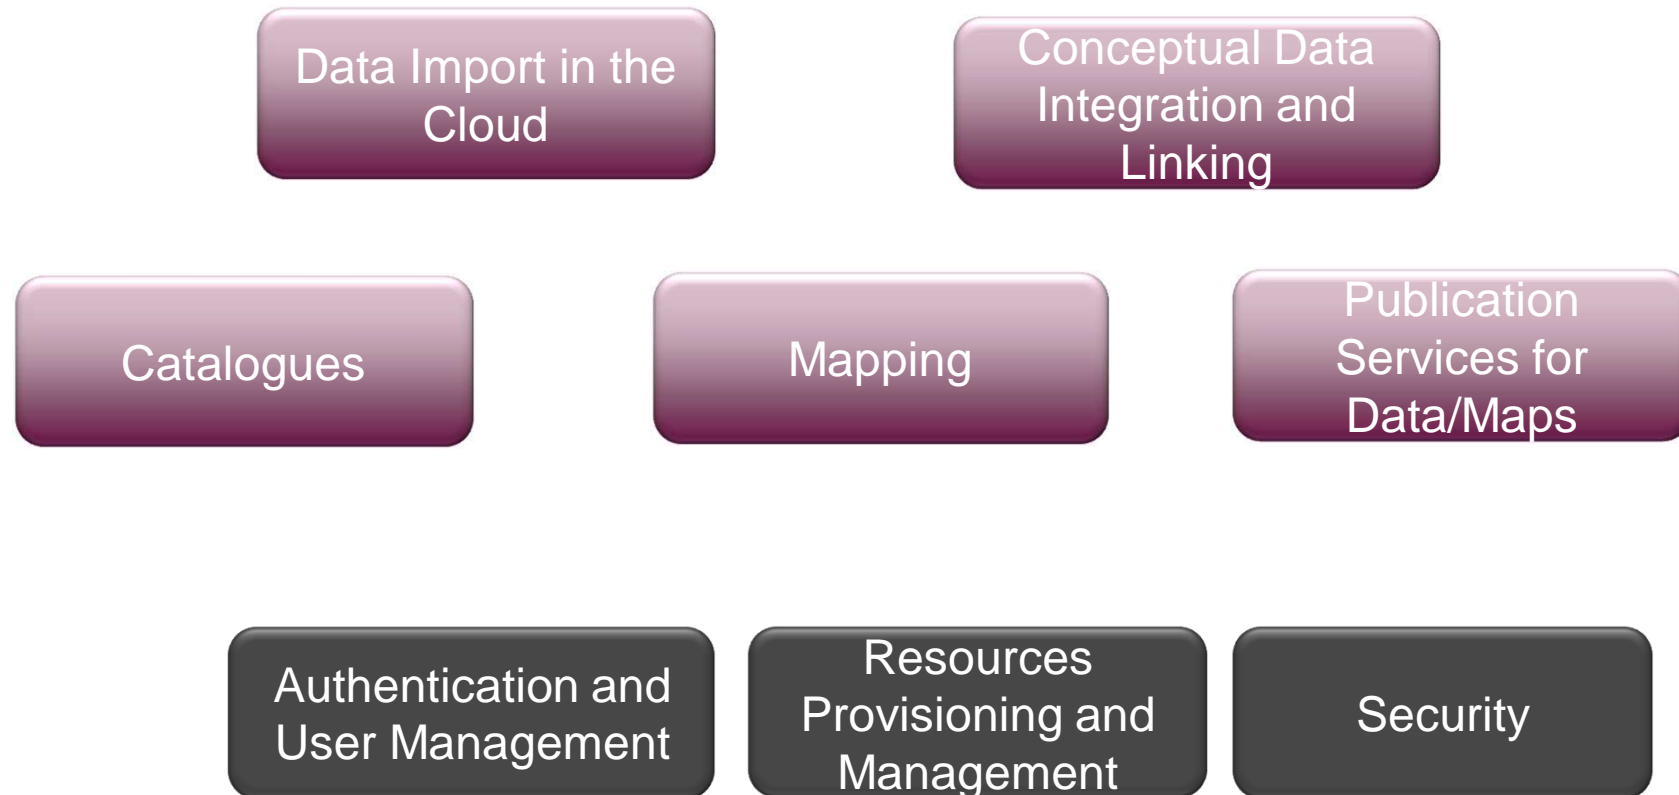 Data Import in the
Cloud
Conceptual Data
Integration and
Linking
Catalogues
Mapping
Publication
Services for
Data/Maps
Authentication and
User Management
Resources
Provisioning and
Management
Security